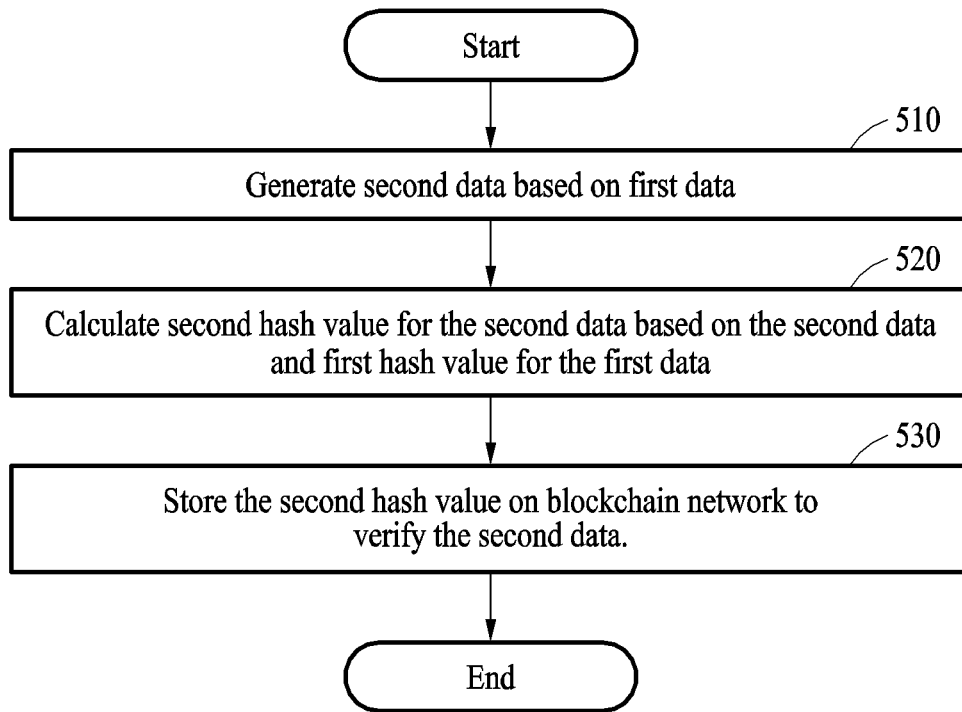 Start
510
Generate second data based on first data
520
Calculate second hash value for the second data based on the second data
and first hash value for the first data
530
Store the second hash value on blockchain network to
verify the second data.
End